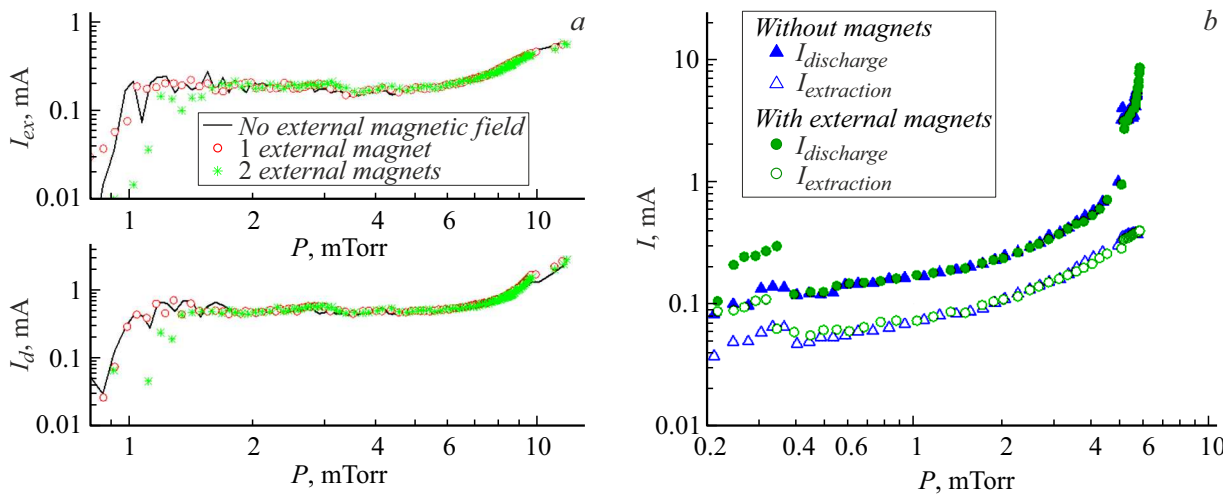 a
1
0.1
0.01
I_ex, mA
No external magnetic field
1 external magnet
2 external magnets
1 2 4 6 10
P, mTorr
1
0.1
0.01
I_d, mA
1 2 4 6 10
P, mTorr
b
10
1
0.1
0.01
I, mA
Without magnets
I_discharge
I_extraction
With external magnets
I_discharge
I_extraction
0.2 0.4 0.6 1 2 4 6 10
P, mTorr